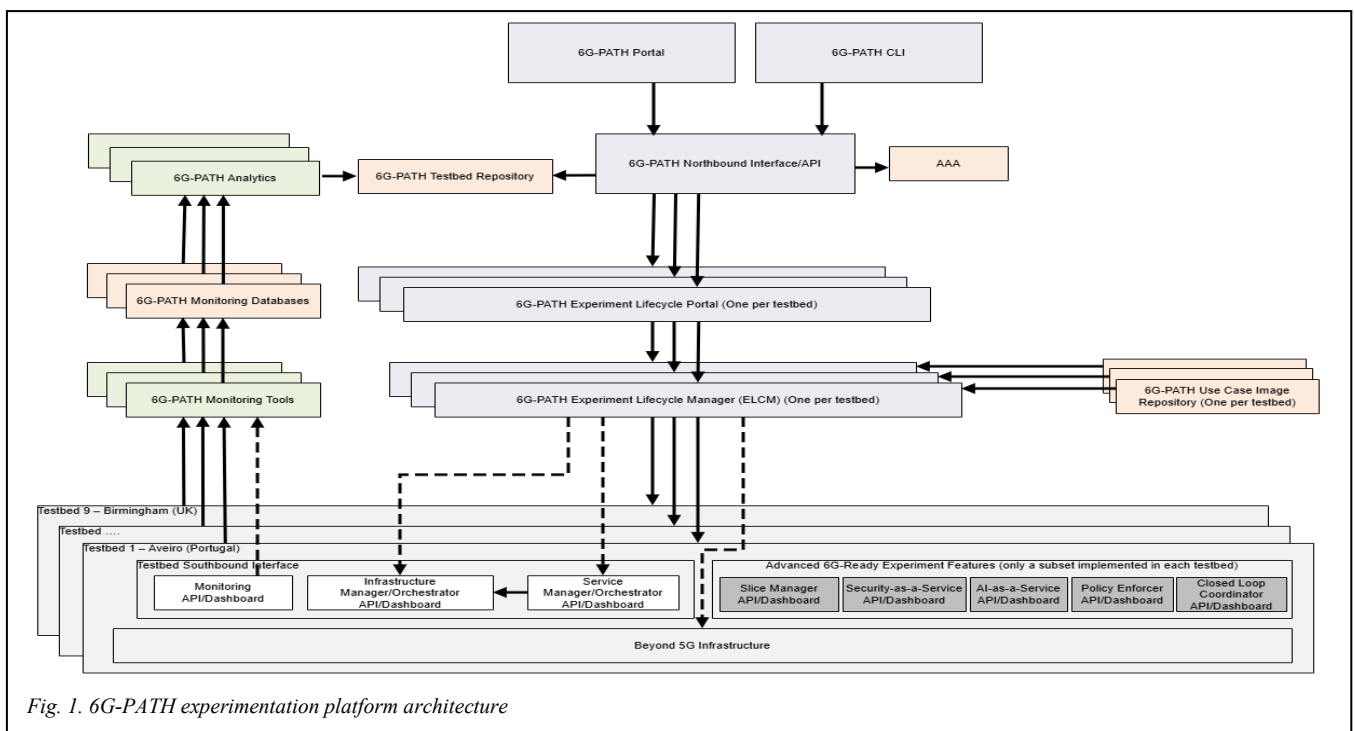 6G-PATH Portal
6G-PATH CLI
6G-PATH Analytics
6G-PATH Testbed Repository
6G-PATH Northbound Interface/API
AAA
6G-PATH Monitoring Databases
6G-PATH Experiment Lifecycle Portal (One per testbed)
6G-PATH Monitoring Tools
6G-PATH Experiment Lifecycle Manager (ELCM) (One per testbed)
6G-PATH Use Case Image
Repository (One per testbed)
Testbed 9 – Birmingham (UK)
Testbed ....
Testbed 1 – Aveiro (Portugal)
Testbed Southbound Interface
Monitoring
API/Dashboard
Infrastructure
Manager/Orchestrator
API/Dashboard
Service
Manager/Orchestrator
API/Dashboard
Advanced 6G-Ready Experiment Features (only a subset implemented in each testbed)
Slice Manager
API/Dashboard
Security-as-a-Service
API/Dashboard
AI-as-a-Service
API/Dashboard
Policy Enforcer
API/Dashboard
Closed Loop
Coordinator
API/Dashboard
Beyond 5G Infrastructure
Fig. 1. 6G-PATH experimentation platform architecture